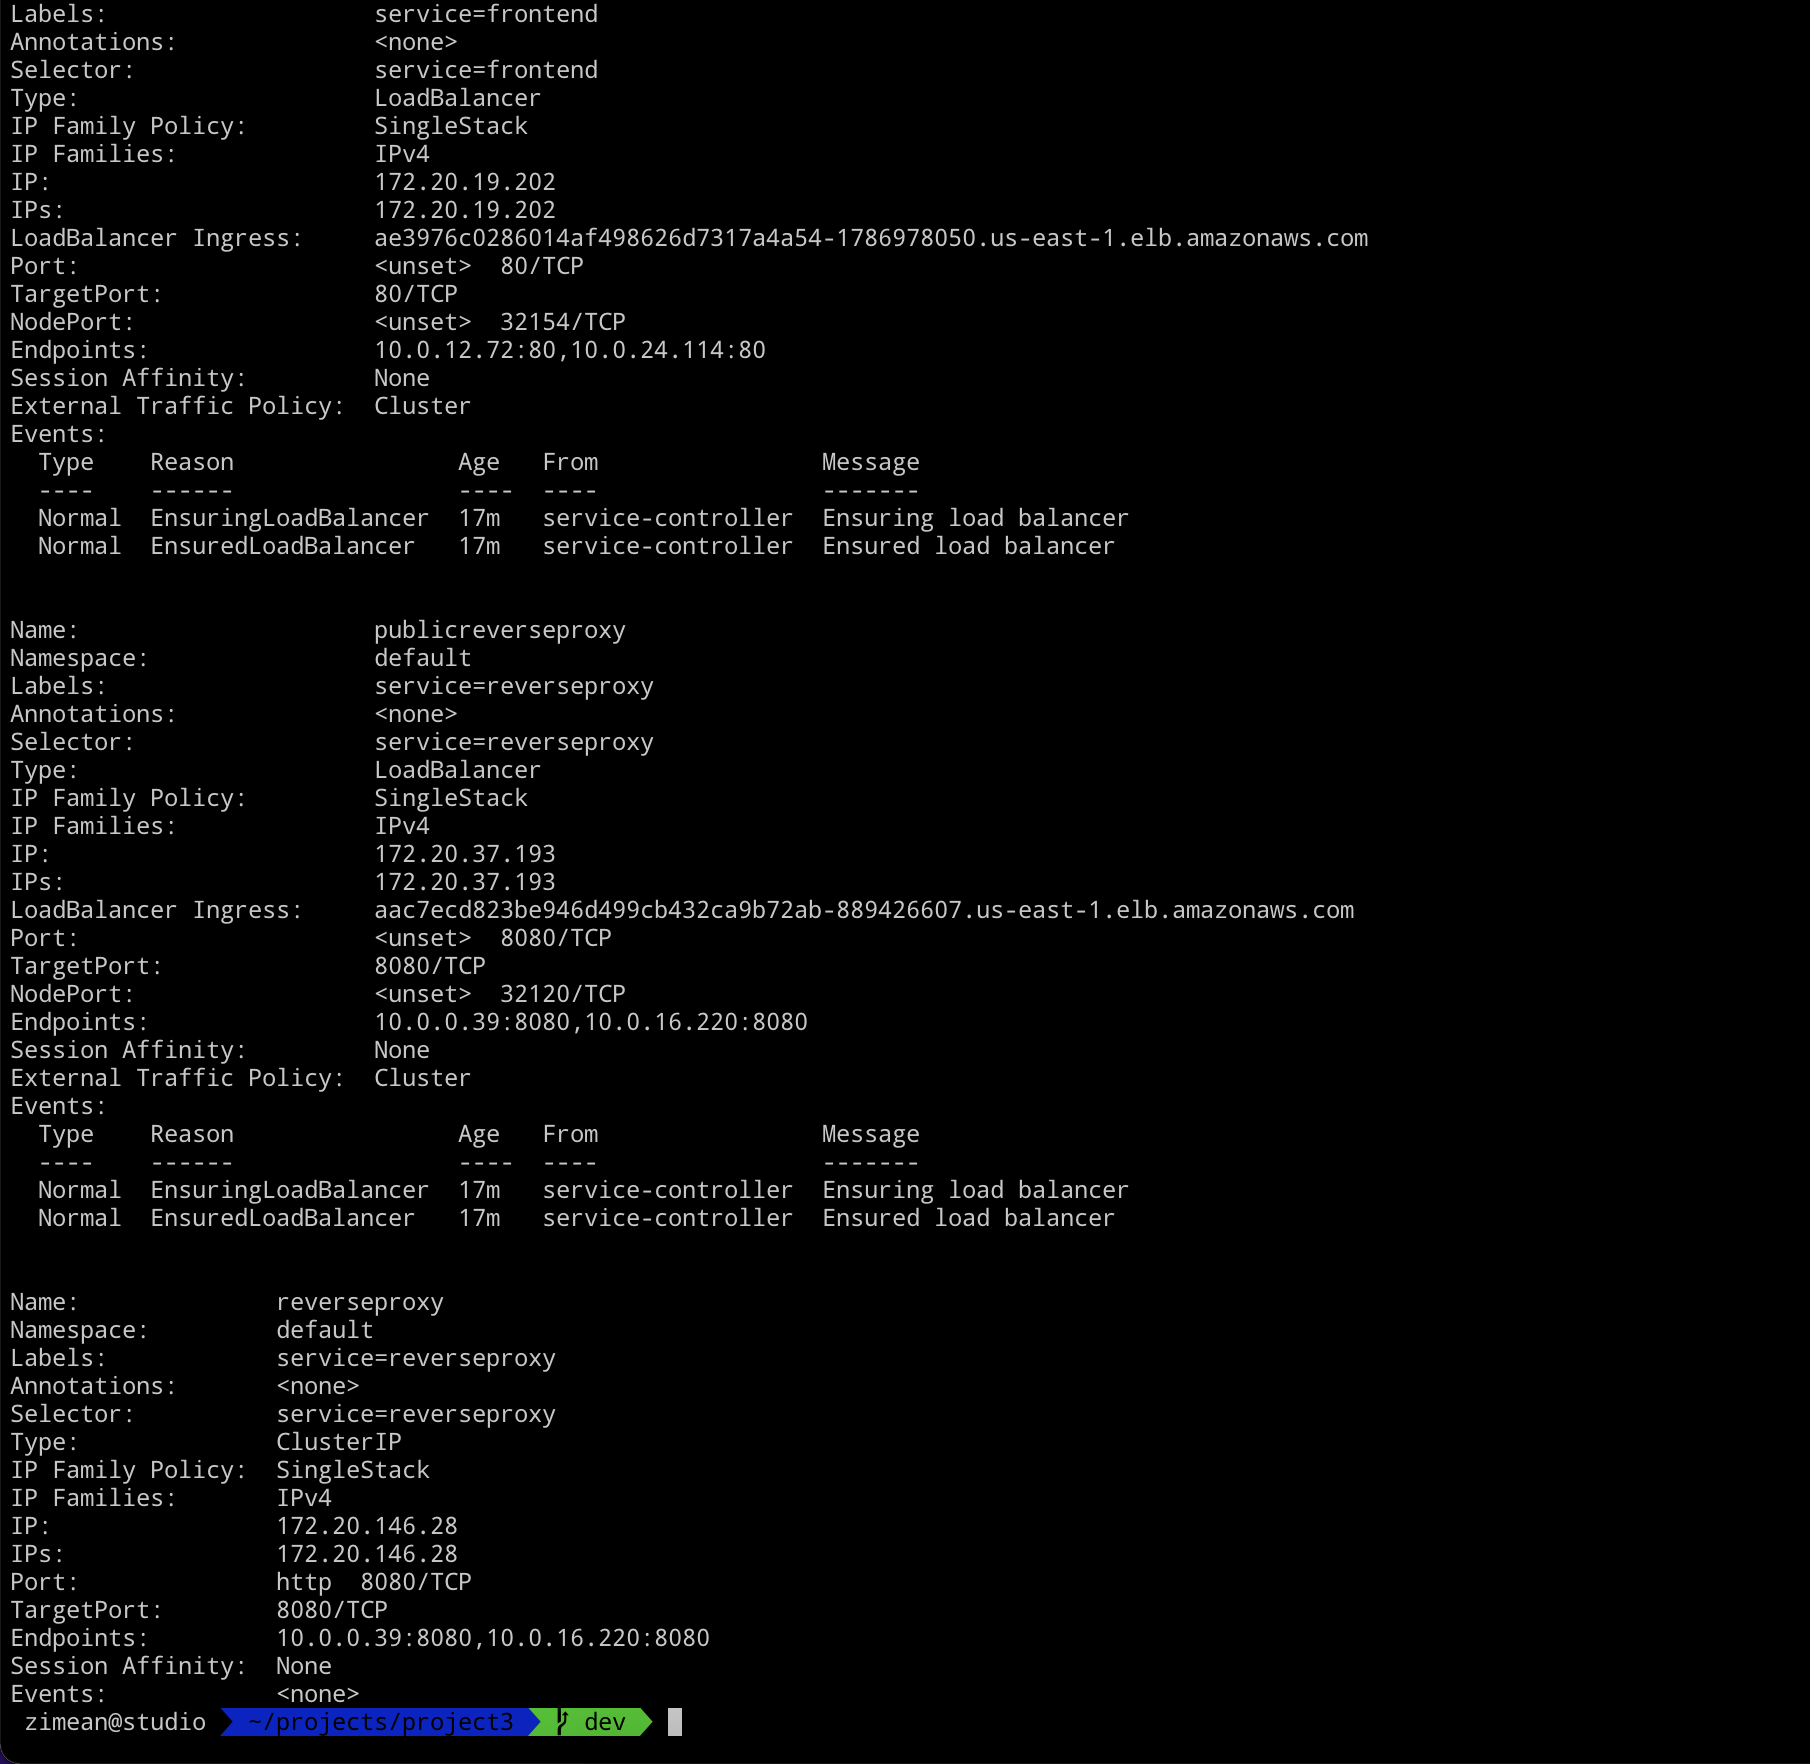 Labels:                   service=frontend
Annotations:              <none>
Selector:                 service=frontend
Type:                     LoadBalancer
IP Family Policy:         SingleStack
IP Families:              IPv4
IP:                       172.20.19.202
IPs:                      172.20.19.202
LoadBalancer Ingress:     ae3976c0286014af498626d7317a4a54-1786978050.us-east-1.elb.amazonaws.com
Port:                     <unset>  80/TCP
TargetPort:               80/TCP
NodePort:                 <unset>  32154/TCP
Endpoints:                10.0.12.72:80,10.0.24.114:80
Session Affinity:         None
External Traffic Policy:  Cluster
Events:
  Type    Reason                Age   From                Message
  ----    ------                ----  ----                -------
  Normal  EnsuringLoadBalancer  17m   service-controller  Ensuring load balancer
  Normal  EnsuredLoadBalancer   17m   service-controller  Ensured load balancer
Name:                     publicreverseproxy
Namespace:                default
Labels:                   service=reverseproxy
Annotations:              <none>
Selector:                 service=reverseproxy
Type:                     LoadBalancer
IP Family Policy:         SingleStack
IP Families:              IPv4
IP:                       172.20.37.193
IPs:                      172.20.37.193
LoadBalancer Ingress:     aac7ecd823be946d499cb432ca9b72ab-889426607.us-east-1.elb.amazonaws.com
Port:                     <unset>  8080/TCP
TargetPort:               8080/TCP
NodePort:                 <unset>  32120/TCP
Endpoints:                10.0.0.39:8080,10.0.16.220:8080
Session Affinity:         None
External Traffic Policy:  Cluster
Events:
  Type    Reason                Age   From                Message
  ----    ------                ----  ----                -------
  Normal  EnsuringLoadBalancer  17m   service-controller  Ensuring load balancer
  Normal  EnsuredLoadBalancer   17m   service-controller  Ensured load balancer
Name:              reverseproxy
Namespace:         default
Labels:            service=reverseproxy
Annotations:       <none>
Selector:          service=reverseproxy
Type:              ClusterIP
IP Family Policy:  SingleStack
IP Families:       IPv4
IP:                172.20.146.28
IPs:               172.20.146.28
Port:              http  8080/TCP
TargetPort:        8080/TCP
Endpoints:         10.0.0.39:8080,10.0.16.220:8080
Session Affinity:  None
Events:            <none>
zimean@studio ~/projects/project3 dev